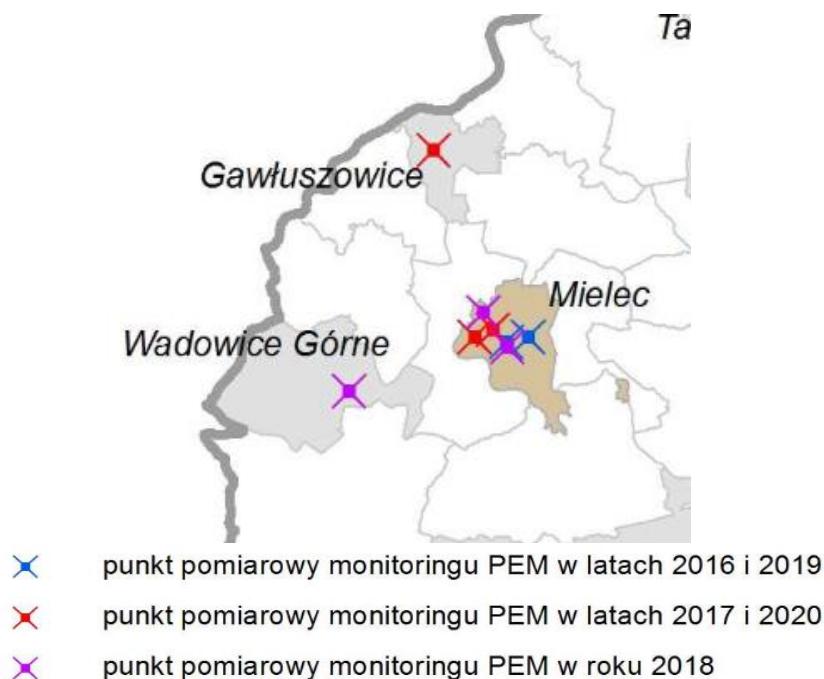 Ta
Gawłuszowice
Mielec
Wadowice Górne
punkt pomiarowy monitoringu PEM w latach 2016 i 2019
punkt pomiarowy monitoringu PEM w latach 2017 i 2020
punkt pomiarowy monitoringu PEM w roku 2018